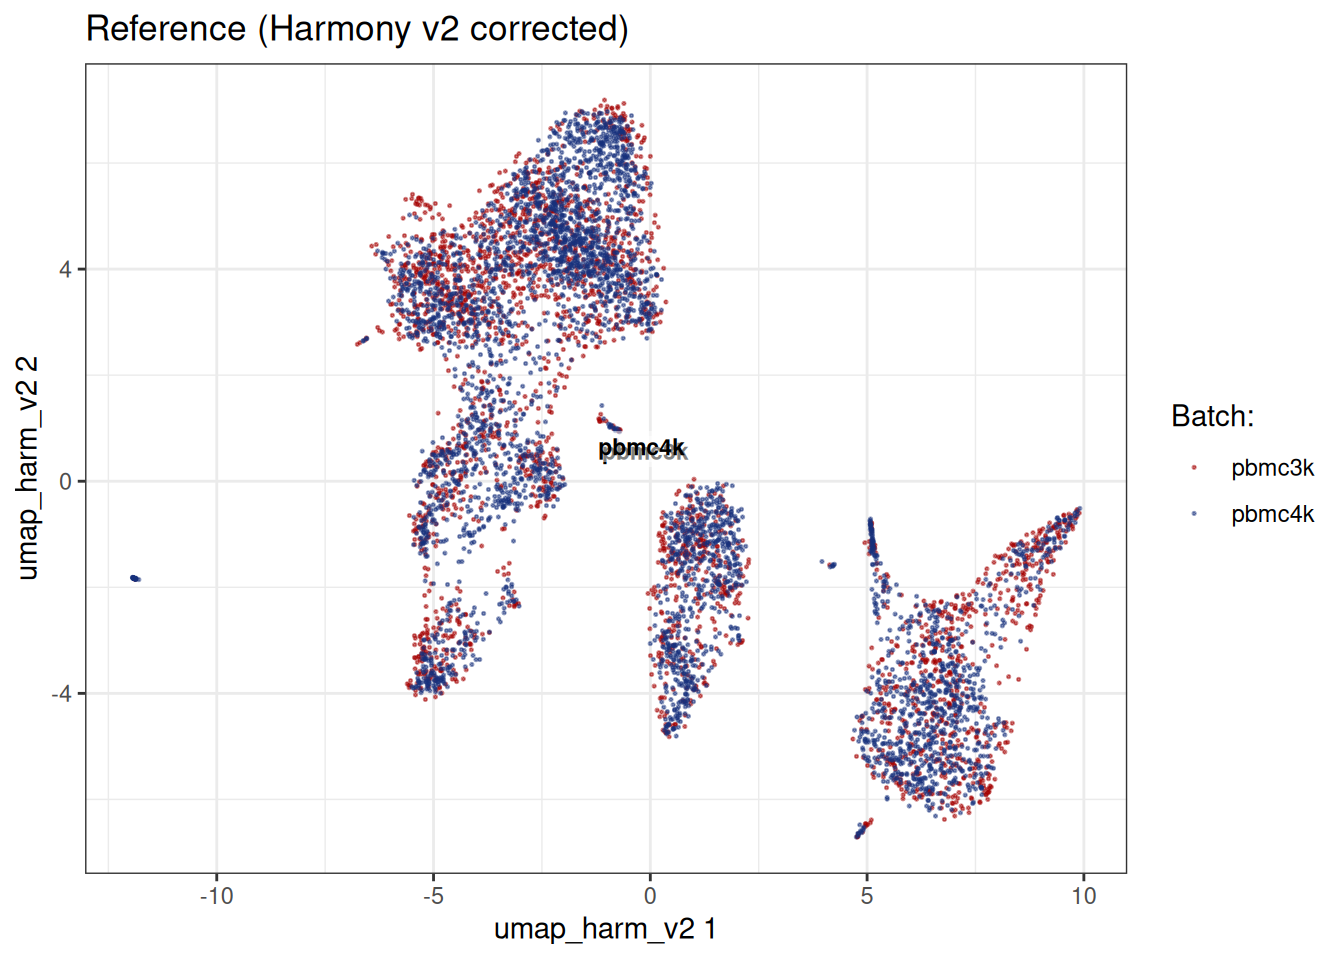 Reference (Harmony v2 corrected)
umap_harm_v2 2
4
0
-4
pbmc4k
pbmc3k
-10
-5
0
5
10
umap_harm_v2 1
Batch:
pbmc3k
pbmc4k